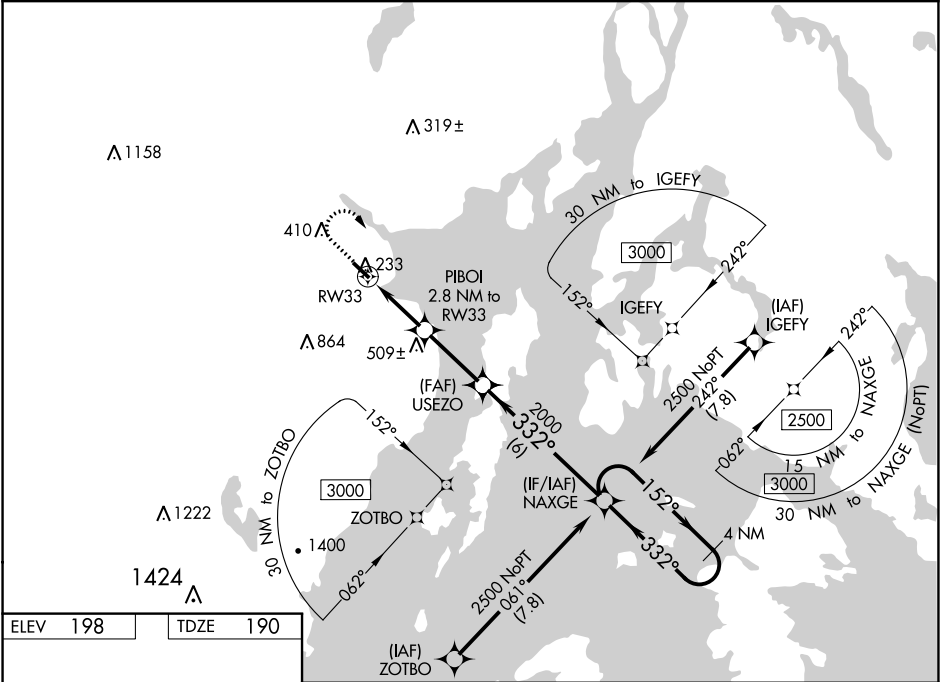 319±
1158
30 NM to IGEFY
410
3000
242°
233
RW33
PIBOI
2.8 NM to
RW33
152°
IGEFY
(IAF)
IGEFY
242°
864
509±
(FAF)
USEZO
2500 NoPT
242°
(7.8)
2500
062°
15 NM to NAXGE
3000
30 NM to NAXGE (NoPT)
2000
332°
(6)
152°
30 NM to ZOTBO
3000
ZOTBO
(IF/IAF)
NAXGE
152°
4 NM
332°
1222
1400
062°
1424
2500 NoPT
061°
(7.8)
ELEV 198
TDZE 190
(IAF)
ZOTBO